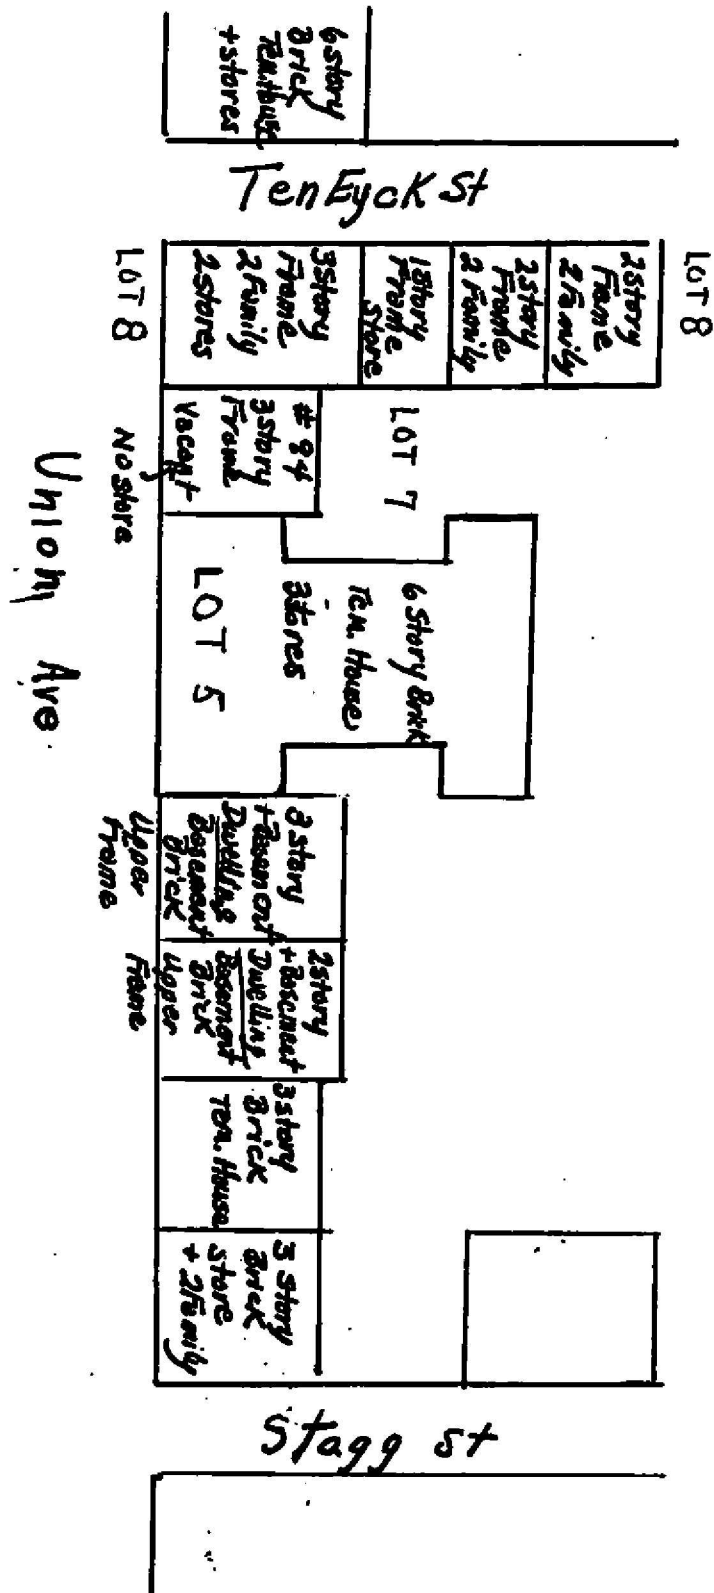 6 story
Brick
Ten. House
+ stores
Ten Eyck St
LOT 8
3 Story
Frame
2 Family
2 stores
1 Story
Frame
Store
2 Story
Frame
2 Family
2 Story
Frame
2 Family
LOT 8
# 94
3 Story
Frame
Vacant
No Store
LOT 7
Union Ave
LOT 5
6 Story Brick
Ten. House
3 Stores
3 story
+ Basement
Dwelling
Basement
Brick
Upper
Frame
2 story
+ Basement
Dwelling
Basement
Brick
Upper
Frame
3 story
Brick
Ten. House
3 Story
Brick
Store
+ 2 Family
Stagg St